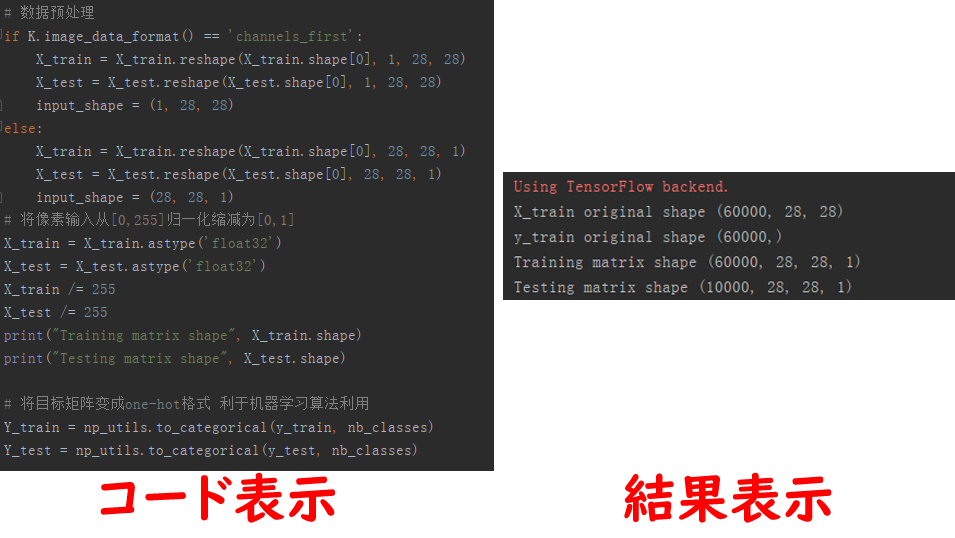 # 数据预处理
if K.image_data_format() == 'channels_first':
    X_train = X_train.reshape(X_train.shape[0], 1, 28, 28)
    X_test = X_test.reshape(X_test.shape[0], 1, 28, 28)
    input_shape = (1, 28, 28)
else:
    X_train = X_train.reshape(X_train.shape[0], 28, 28, 1)
    X_test = X_test.reshape(X_test.shape[0], 28, 28, 1)
    input_shape = (28, 28, 1)
# 将像素输入从[0,255]归一化缩减为[0,1]
X_train = X_train.astype('float32')
X_test = X_test.astype('float32')
X_train /= 255
X_test /= 255
print("Training matrix shape", X_train.shape)
print("Testing matrix shape", X_test.shape)
# 将目标矩阵变成one-hot格式 利于机器学习算法利用
Y_train = np_utils.to_categorical(y_train, nb_classes)
Y_test = np_utils.to_categorical(y_test, nb_classes)
コード表示
Using TensorFlow backend.
X_train original shape (60000, 28, 28)
y_train original shape (60000,)
Training matrix shape (60000, 28, 28, 1)
Testing matrix shape (10000, 28, 28, 1)
結果表示